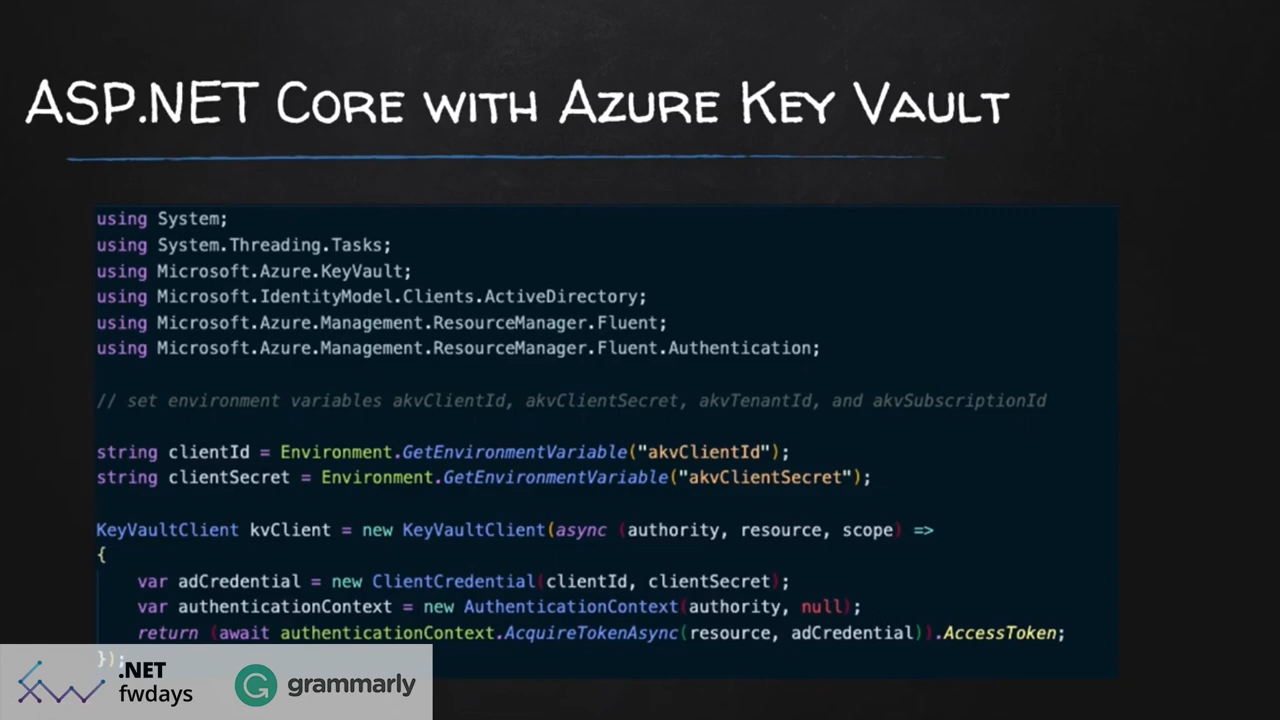 ASP.NET Core with Azure Key Vault
using System;
using System.Threading.Tasks;
using Microsoft.Azure.KeyVault;
using Microsoft.IdentityModel.Clients.ActiveDirectory;
using Microsoft.Azure.Management.ResourceManager.Fluent;
using Microsoft.Azure.Management.ResourceManager.Fluent.Authentication;
// set environment variables akvClientId, akvClientSecret, akvTenantId, and akvSubscriptionId
string clientId = Environment.GetEnvironmentVariable("akvClientId");
string clientSecret = Environment.GetEnvironmentVariable("akvClientSecret");
KeyVaultClient kvClient = new KeyVaultClient(async (authority, resource, scope) =>
{
var adCredential = new ClientCredential(clientId, clientSecret);
var authenticationContext = new AuthenticationContext(authority, null);
return (await authenticationContext.AcquireTokenAsync(resource, adCredential)).AccessToken;
});
.NET
fwdays
grammarly